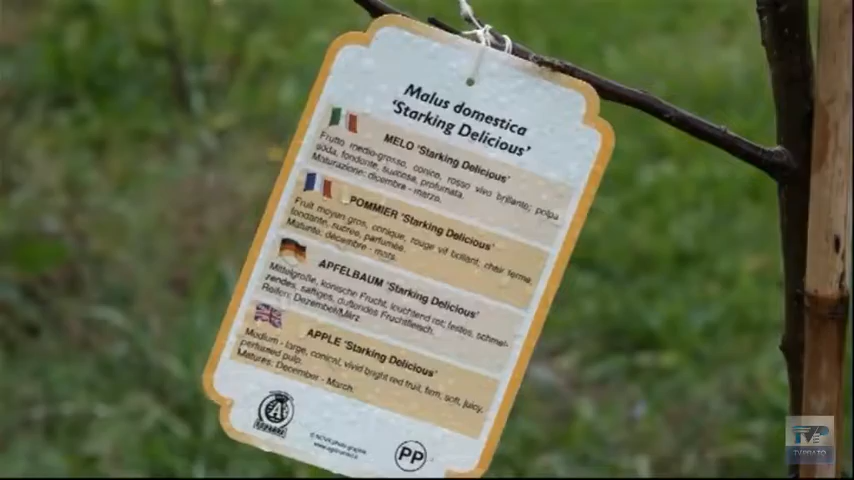 Malus domestica
'Starking Delicious'
MELO 'Starking Delicious'
Frutto medio-grosso, conico, rosso vivo brillante; polpa
soda, fondente, succosa, profumata.
Maturazione: dicembre - marzo.
POMMIER 'Starking Delicious'
Fruit moyen gros, conique, rouge vif brillant, chair ferme,
fondante, sucrée, parfumée.
Maturité: décembre - mars.
APFELBAUM 'Starking Delicious'
Mittelgroße, konische Frucht, leuchtend rot; festes, schmel-
zendes, saftiges, duftendes Fruchtfleisch.
Reifen: Dezember/März.
APPLE 'Starking Delicious'
Medium - large, conical, vivid bright red fruit, firm, soft, juicy,
perfumed pulp.
Matures: December - March.
PP
TVP
TV PRATO